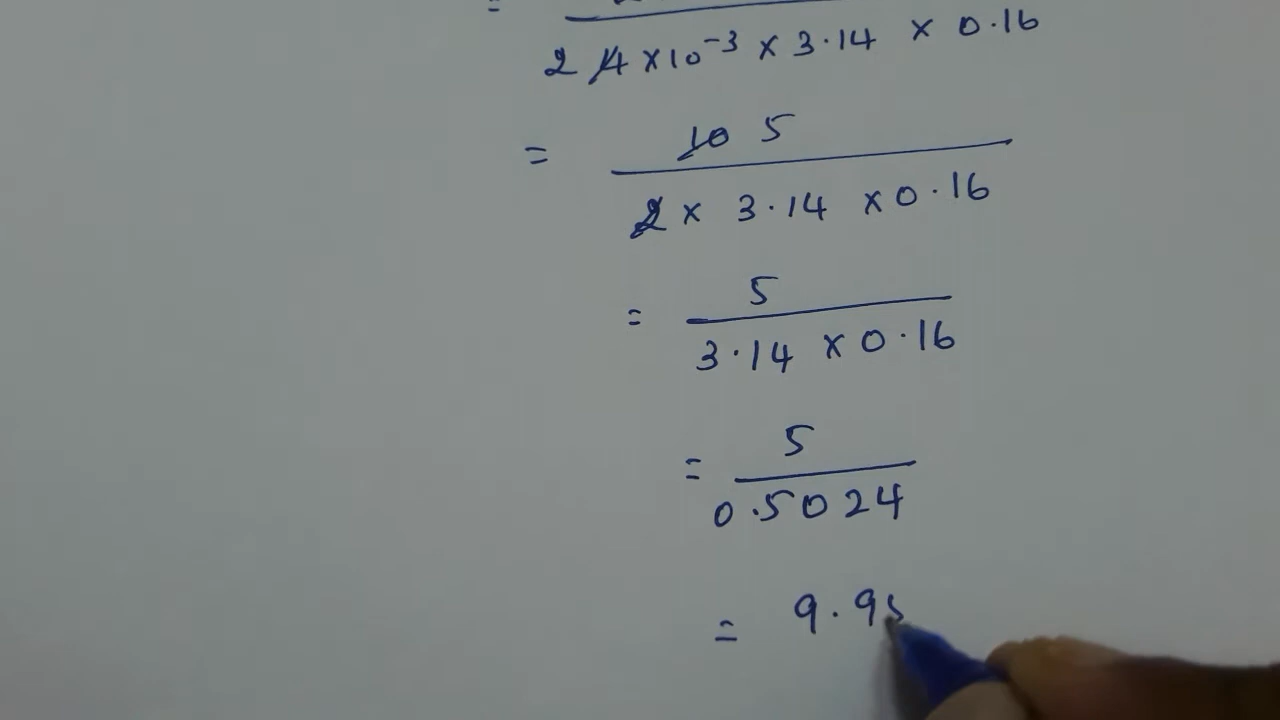 =
2 4 × 10⁻³ × 3.14 × 0.16
= 10 5
2 × 3.14 × 0.16
= 5
3.14 × 0.16
= 5
0.5024
= 9.95